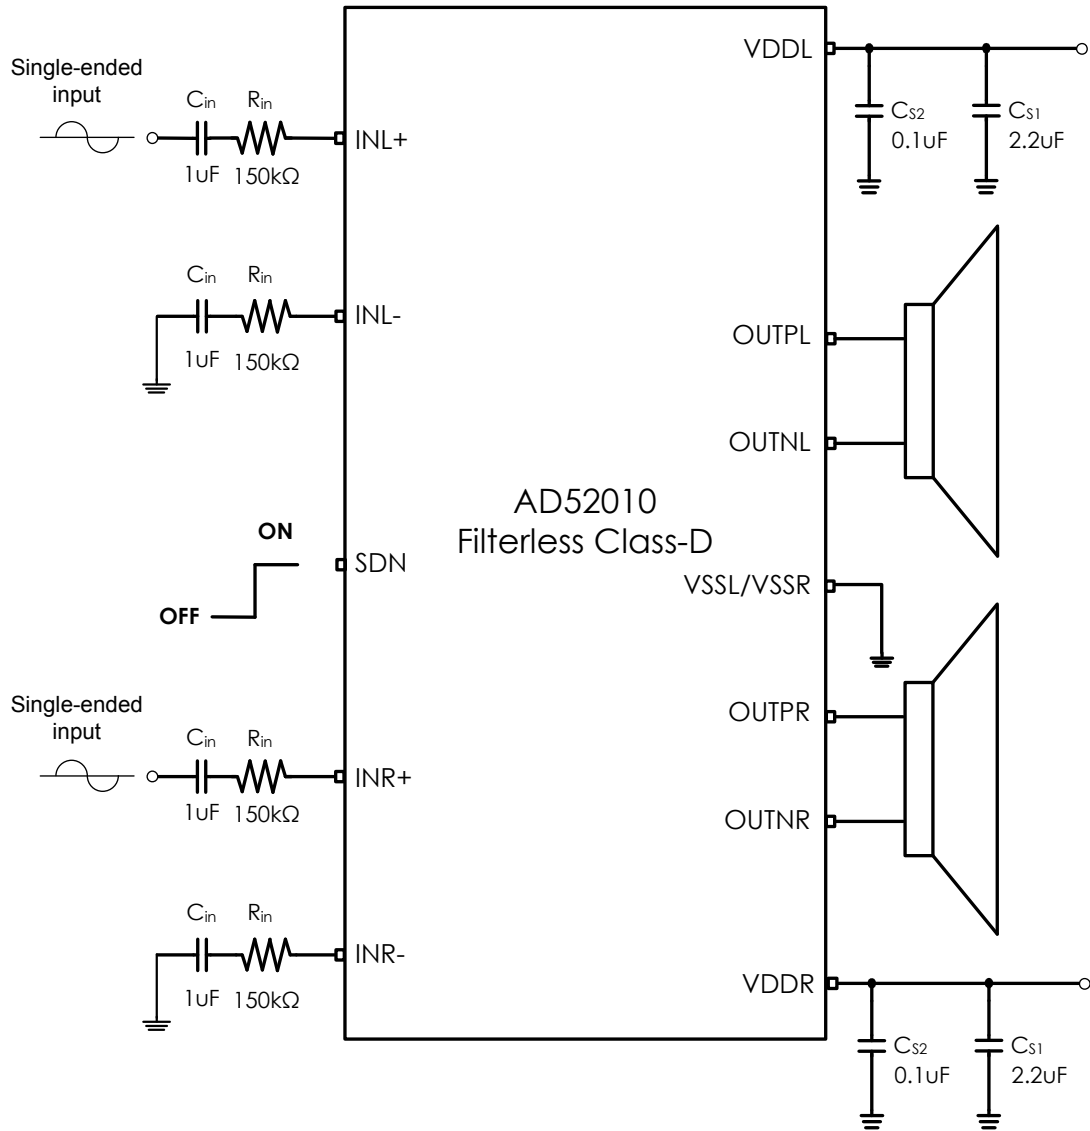 Single-ended
input
Cin
Rin
1uF
150kΩ
INL+
Cin
Rin
1uF
150kΩ
INL-
ON
OFF
SDN
Single-ended
input
Cin
Rin
1uF
150kΩ
INR+
Cin
Rin
1uF
150kΩ
INR-
AD52010
Filterless Class-D
VDDL
CS2
0.1uF
CS1
2.2uF
OUTPL
OUTNL
VSSL/VSSR
OUTPR
OUTNR
VDDR
CS2
0.1uF
CS1
2.2uF